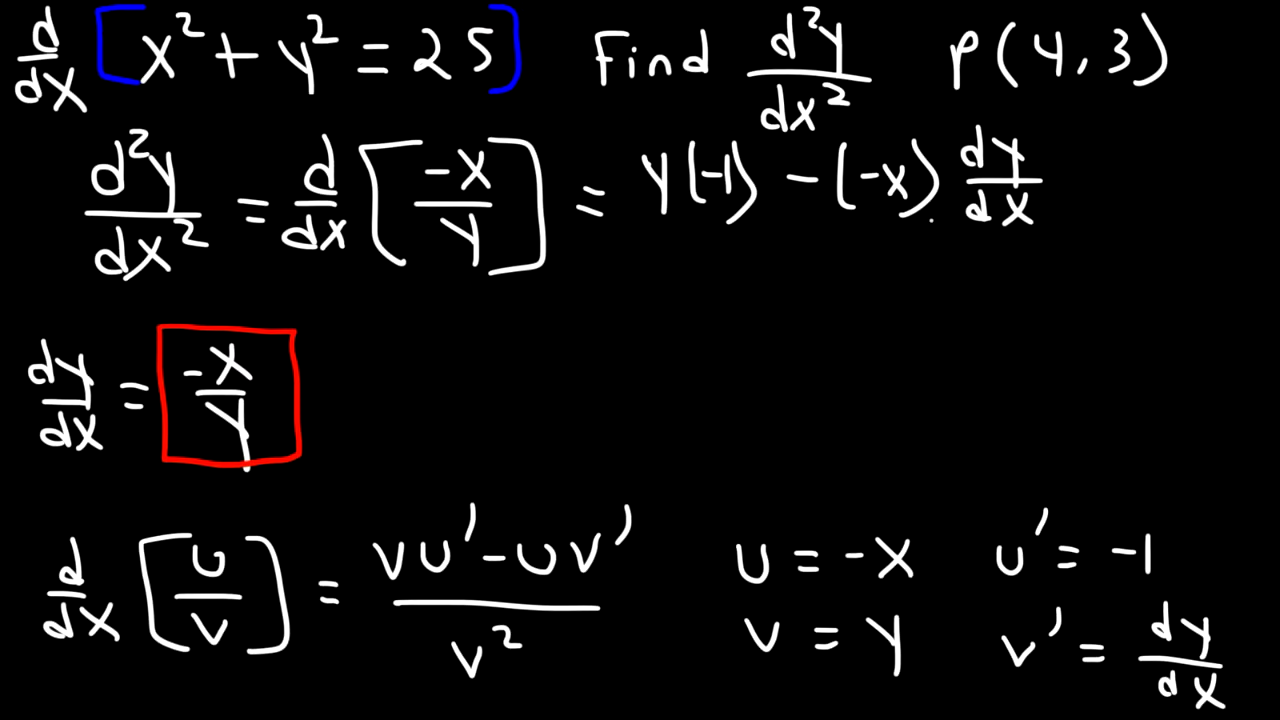 d/dx [x² + y² = 25] Find d²y/dx² P(4,3)
d²y/dx² = d/dx [-x/y] = y(-1) - (-x) dy/dx
dy/dx = -x/y
d/dx [u/v] = vu' - uv' / v² u = -x u' = -1
v = y v' = dy/dx